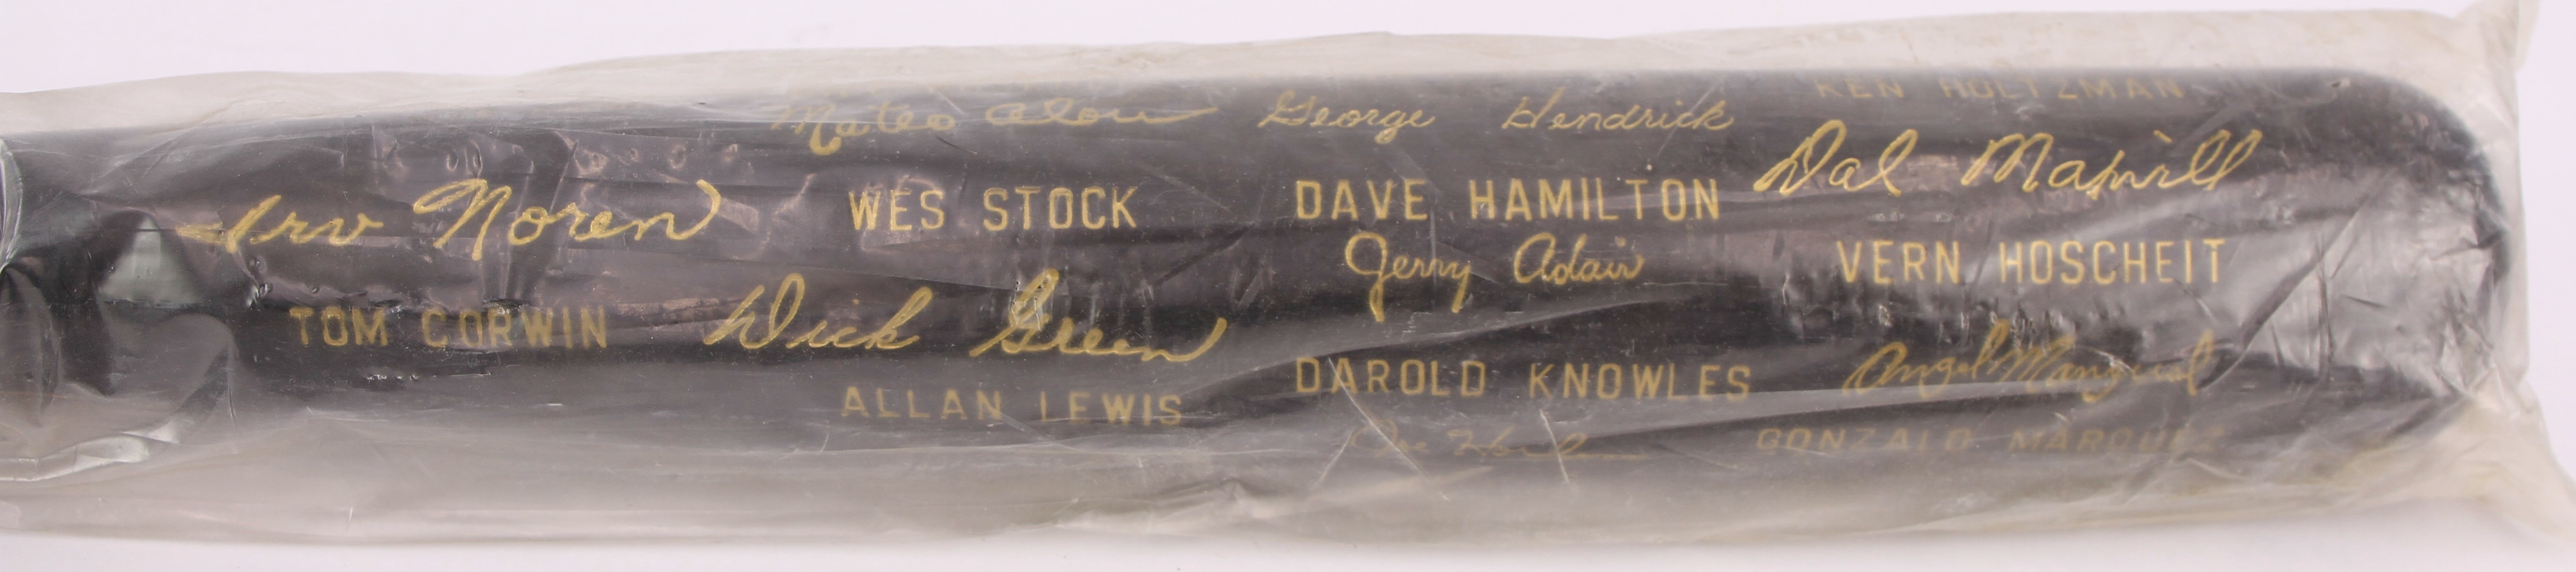 Mateo Alou George Hendrick KEN HOLTZMAN
Irv Noren WES STOCK DAVE HAMILTON Dal Maxvill
Jerry Adair VERN HOSCHEIT
TOM CORWIN Dick Green
ALLAN LEWIS DAROLD KNOWLES Angel Mangual
Joe GONZALO MARQUEZ